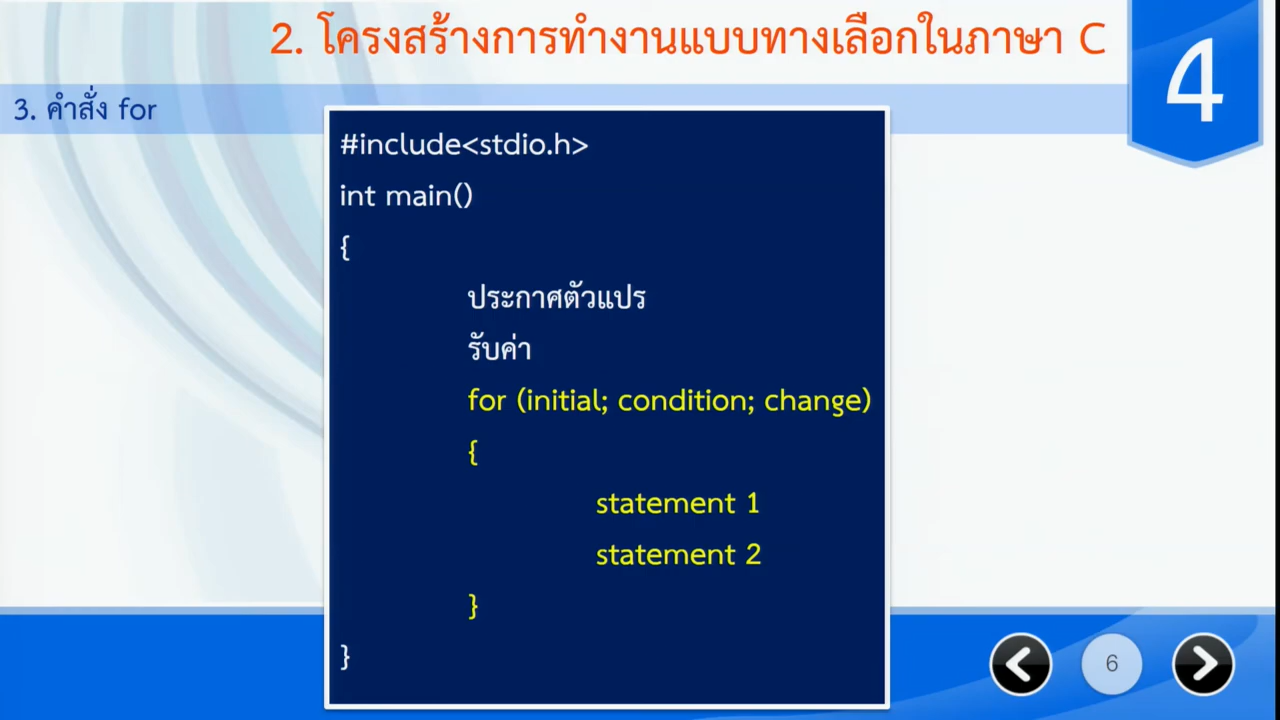 2. โครงสร้างการทำงานแบบทางเลือกในภาษา C
4
3. คำสั่ง for
#include<stdio.h>
int main()
{
ประกาศตัวแปร
รับค่า
for (initial; condition; change)
{
statement 1
statement 2
}
}
6